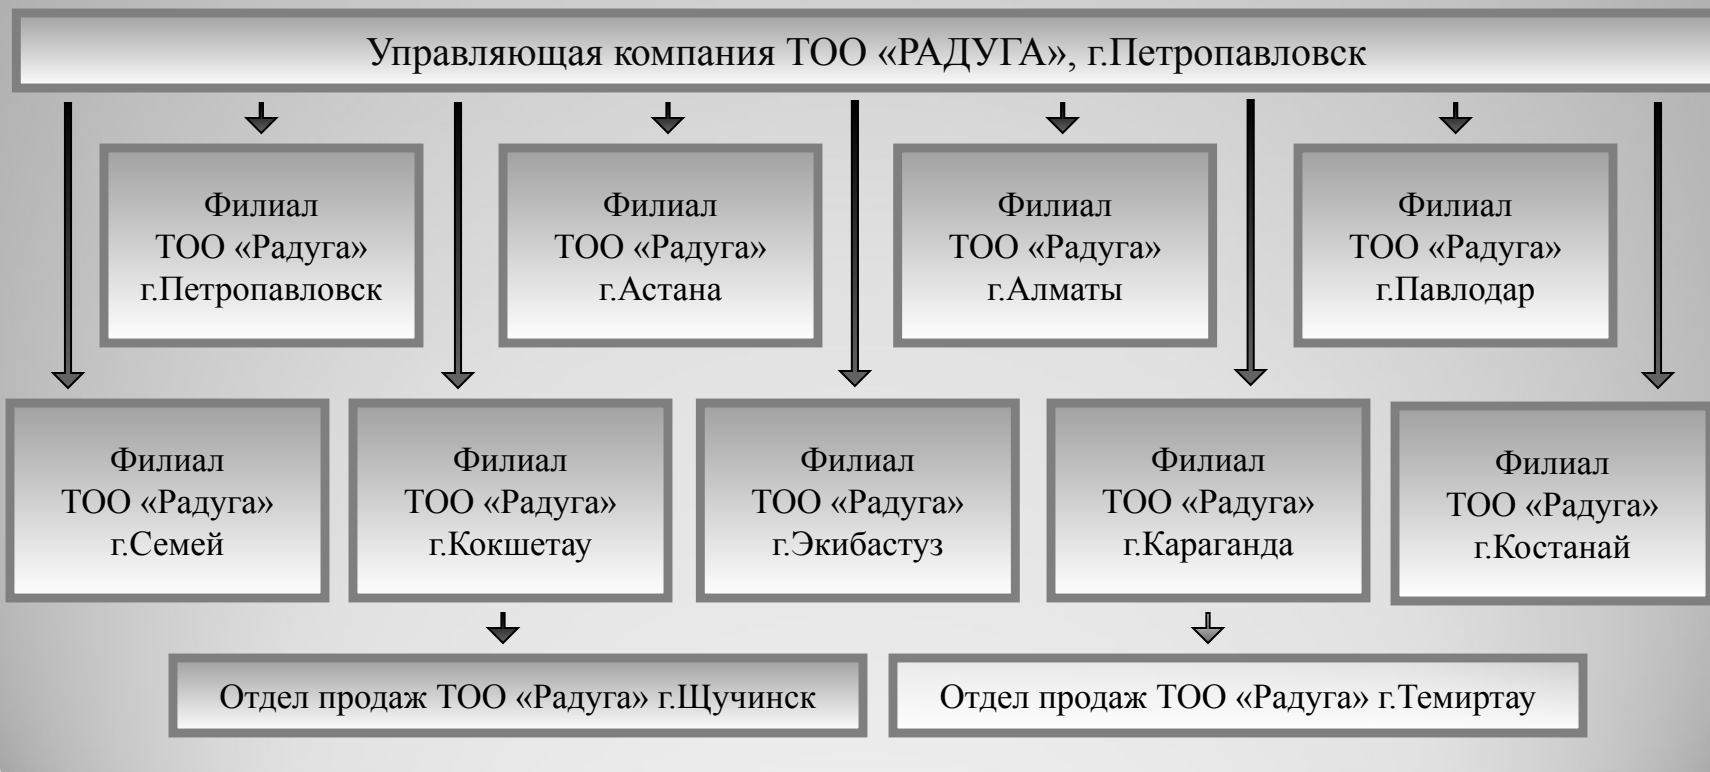 Управляющая компания ТОО «РАДУГА», г.Петропавловск
Филиал
ТОО «Радуга»
г.Петропавловск
Филиал
ТОО «Радуга»
г.Астана
Филиал
ТОО «Радуга»
г.Алматы
Филиал
ТОО «Радуга»
г.Павлодар
Филиал
ТОО «Радуга»
г.Семей
Филиал
ТОО «Радуга»
г.Кокшетау
Филиал
ТОО «Радуга»
г.Экибастуз
Филиал
ТОО «Радуга»
г.Караганда
Филиал
ТОО «Радуга»
г.Костанай
Отдел продаж ТОО «Радуга» г.Щучинск
Отдел продаж ТОО «Радуга» г.Темиртау